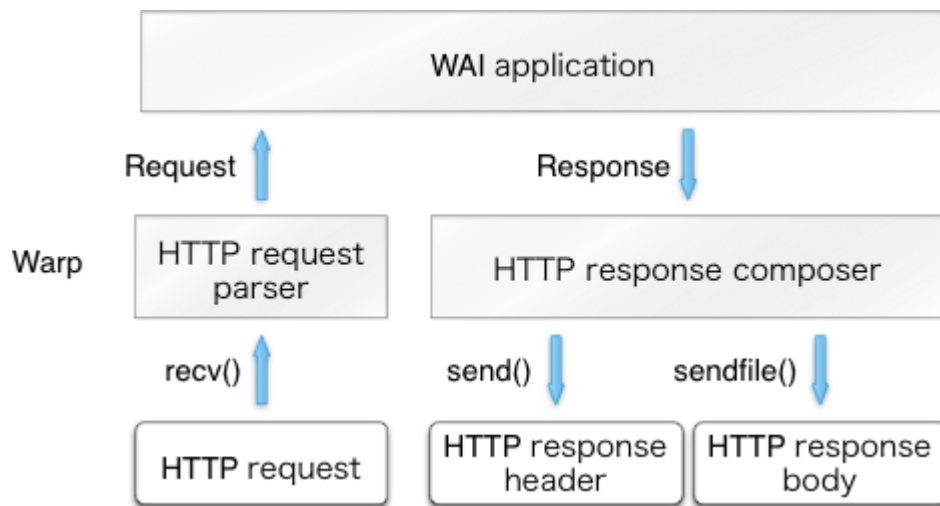 WAI application
Request
Response
Warp
HTTP request
parser
HTTP response composer
recv()
send()
sendfile()
HTTP request
HTTP response
header
HTTP response
body